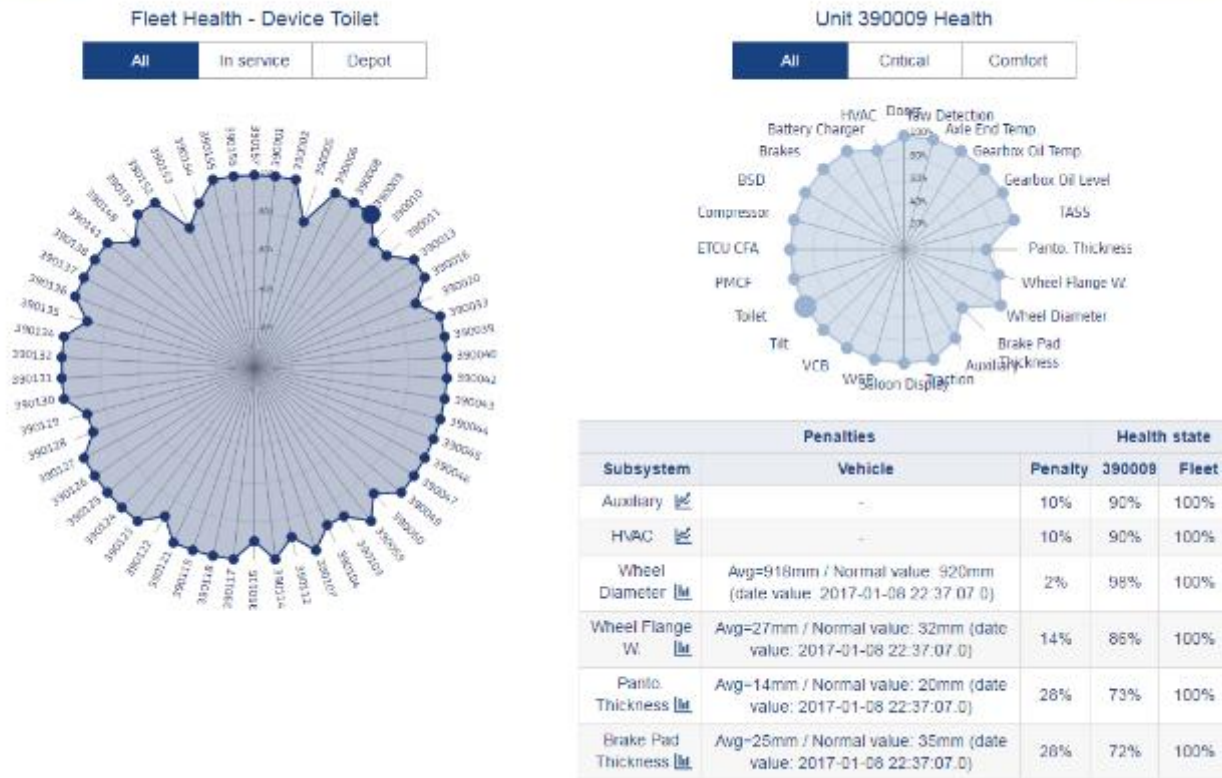 Fleet Health - Device Toilet
All
In service
Depot
390001
390002
390005
390006
390008
390009
390010
390011
390013
390016
390020
390039
390040
390042
390043
390044
390045
390046
390047
390049
390050
390103
390104
390107
390112
390114
390117
390118
390119
390121
390122
390123
390124
390125
390126
390127
390128
390129
390130
390131
390132
390134
390135
390136
390137
390138
390141
390148
390151
390152
390153
390154
390155
390156
390157
Unit 390009 Health
All
Critical
Comfort
Doors
Yaw Detection
Axle End Temp
Gearbox Oil Temp
Gearbox Oil Level
TASS
Panto. Thickness
Wheel Flange W.
Wheel Diameter
Brake Pad
Thickness
Auxiliary
Traction
Saloon Display
WSP
VCB
Tilt
Toilet
PMCF
ETCU CFA
Compressor
BSD
Brakes
Battery Charger
HVAC
100%
80%
60%
40%
20%
Penalties
Health state
Subsystem
Vehicle
Penalty
390009
Fleet
Auxiliary
-
10%
90%
100%
HVAC
-
10%
90%
100%
Wheel
Diameter
Avg=918mm / Normal value: 920mm
(date value: 2017-01-08 22:37:07.0)
2%
98%
100%
Wheel Flange
W.
Avg=27mm / Normal value: 32mm (date
value: 2017-01-08 22:37:07.0)
14%
86%
100%
Panto.
Thickness
Avg=14mm / Normal value: 20mm (date
value: 2017-01-08 22:37:07.0)
28%
73%
100%
Brake Pad
Thickness
Avg=25mm / Normal value: 35mm (date
value: 2017-01-08 22:37:07.0)
28%
72%
100%